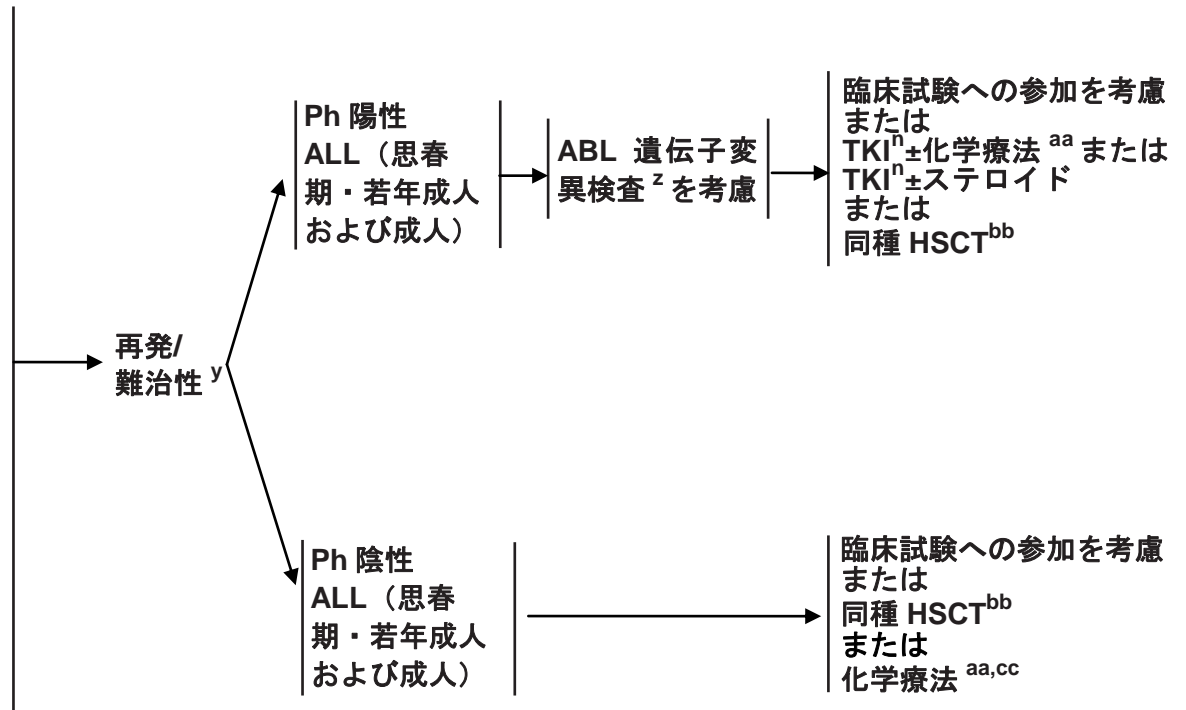 再発/
難治性 y
Ph 陽性
ALL（思春
期・若年成人
および成人）
ABL 遺伝子変
異検査 z を考慮
臨床試験への参加を考慮
または
TKIn±化学療法 aa または
TKIn±ステロイド
または
同種 HSCTbb
Ph 陰性
ALL（思春
期・若年成人
および成人）
臨床試験への参加を考慮
または
同種 HSCTbb
または
化学療法 aa,cc